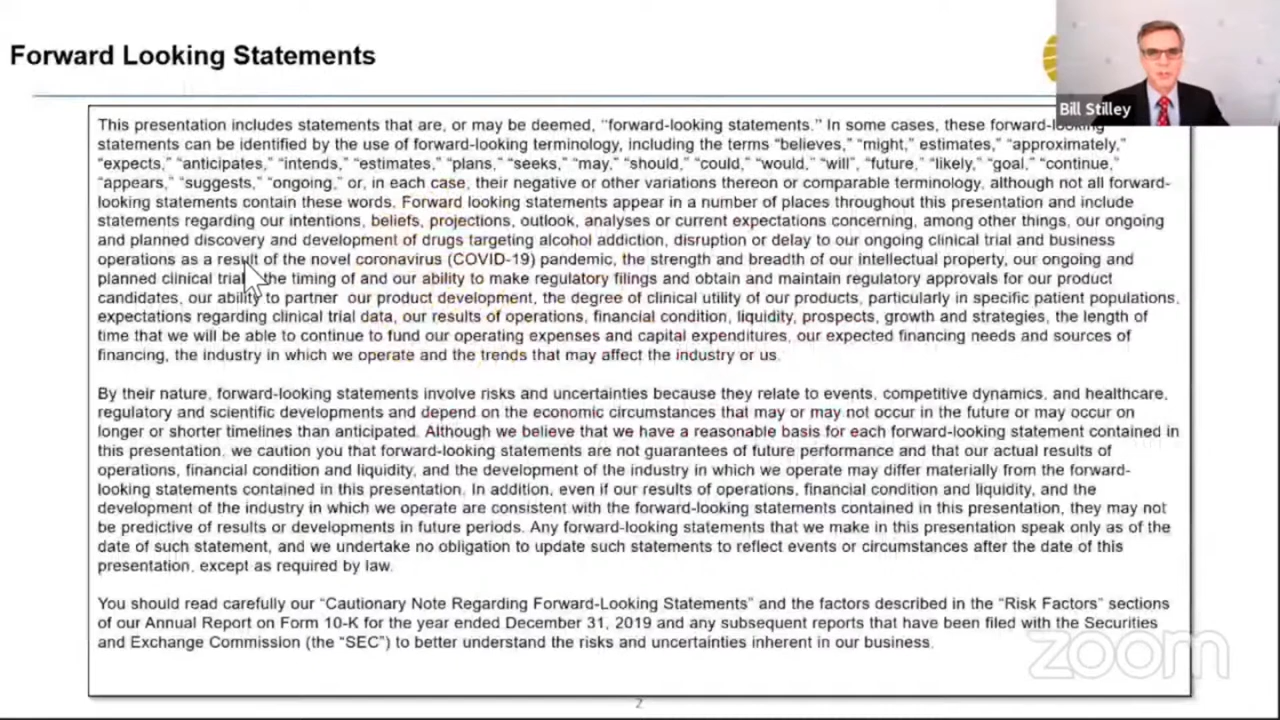 Forward Looking Statements
Bill Stilley
This presentation includes statements that are, or may be deemed, “forward-looking statements.” In some cases, these forward-looking
statements can be identified by the use of forward-looking terminology, including the terms “believes,” “might,” estimates,” “approximately,”
“expects,” “anticipates,” “intends,” “estimates,” “plans,” “seeks,” “may,” “should,” “could,” “would,” “will”, “future,” “likely,” “goal,” “continue,”
“appears,” “suggests,” “ongoing,” or, in each case, their negative or other variations thereon or comparable terminology, although not all forward-
looking statements contain these words. Forward looking statements appear in a number of places throughout this presentation and include
statements regarding our intentions, beliefs, projections, outlook, analyses or current expectations concerning, among other things, our ongoing
and planned discovery and development of drugs targeting alcohol addiction, disruption or delay to our ongoing clinical trial and business
operations as a result of the novel coronavirus (COVID-19) pandemic, the strength and breadth of our intellectual property, our ongoing and
planned clinical trial the timing of and our ability to make regulatory filings and obtain and maintain regulatory approvals for our product
candidates, our ability to partner our product development, the degree of clinical utility of our products, particularly in specific patient populations,
expectations regarding clinical trial data, our results of operations, financial condition, liquidity, prospects, growth and strategies, the length of
time that we will be able to continue to fund our operating expenses and capital expenditures, our expected financing needs and sources of
financing, the industry in which we operate and the trends that may affect the industry or us.
By their nature, forward-looking statements involve risks and uncertainties because they relate to events, competitive dynamics, and healthcare,
regulatory and scientific developments and depend on the economic circumstances that may or may not occur in the future or may occur on
longer or shorter timelines than anticipated. Although we believe that we have a reasonable basis for each forward-looking statement contained in
this presentation, we caution you that forward-looking statements are not guarantees of future performance and that our actual results of
operations, financial condition and liquidity, and the development of the industry in which we operate may differ materially from the forward-
looking statements contained in this presentation. In addition, even if our results of operations, financial condition and liquidity, and the
development of the industry in which we operate are consistent with the forward-looking statements contained in this presentation, they may not
be predictive of results or developments in future periods. Any forward-looking statements that we make in this presentation speak only as of the
date of such statement, and we undertake no obligation to update such statements to reflect events or circumstances after the date of this
presentation, except as required by law.
You should read carefully our “Cautionary Note Regarding Forward-Looking Statements” and the factors described in the “Risk Factors” sections
of our Annual Report on Form 10-K for the year ended December 31, 2019 and any subsequent reports that have been filed with the Securities
and Exchange Commission (the “SEC”) to better understand the risks and uncertainties inherent in our business.
zoom
2